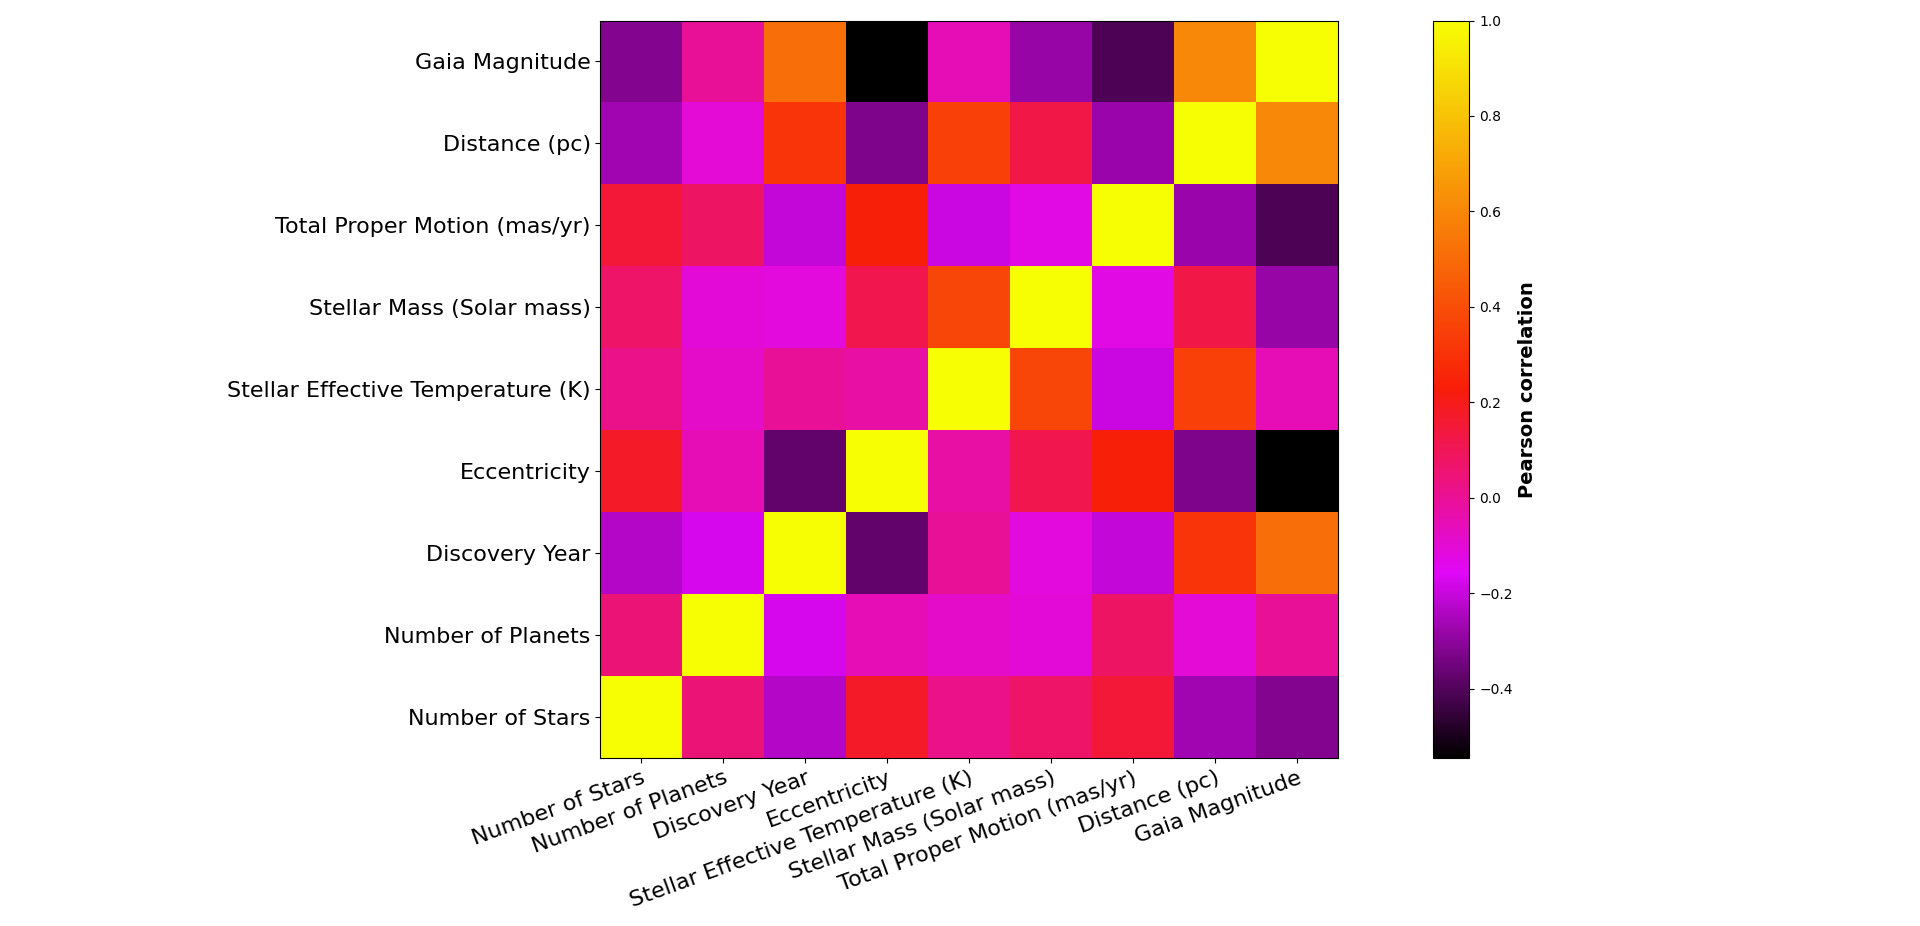 Gaia Magnitude
Distance (pc)
Total Proper Motion (mas/yr)
Stellar Mass (Solar mass)
Stellar Effective Temperature (K)
Eccentricity
Discovery Year
Number of Planets
Number of Stars
Number of Stars
Number of Planets
Discovery Year
Eccentricity
Stellar Effective Temperature (K)
Stellar Mass (Solar mass)
Total Proper Motion (mas/yr)
Distance (pc)
Gaia Magnitude
1.0
0.8
0.6
0.4
0.2
0.0
−0.2
−0.4
Pearson correlation